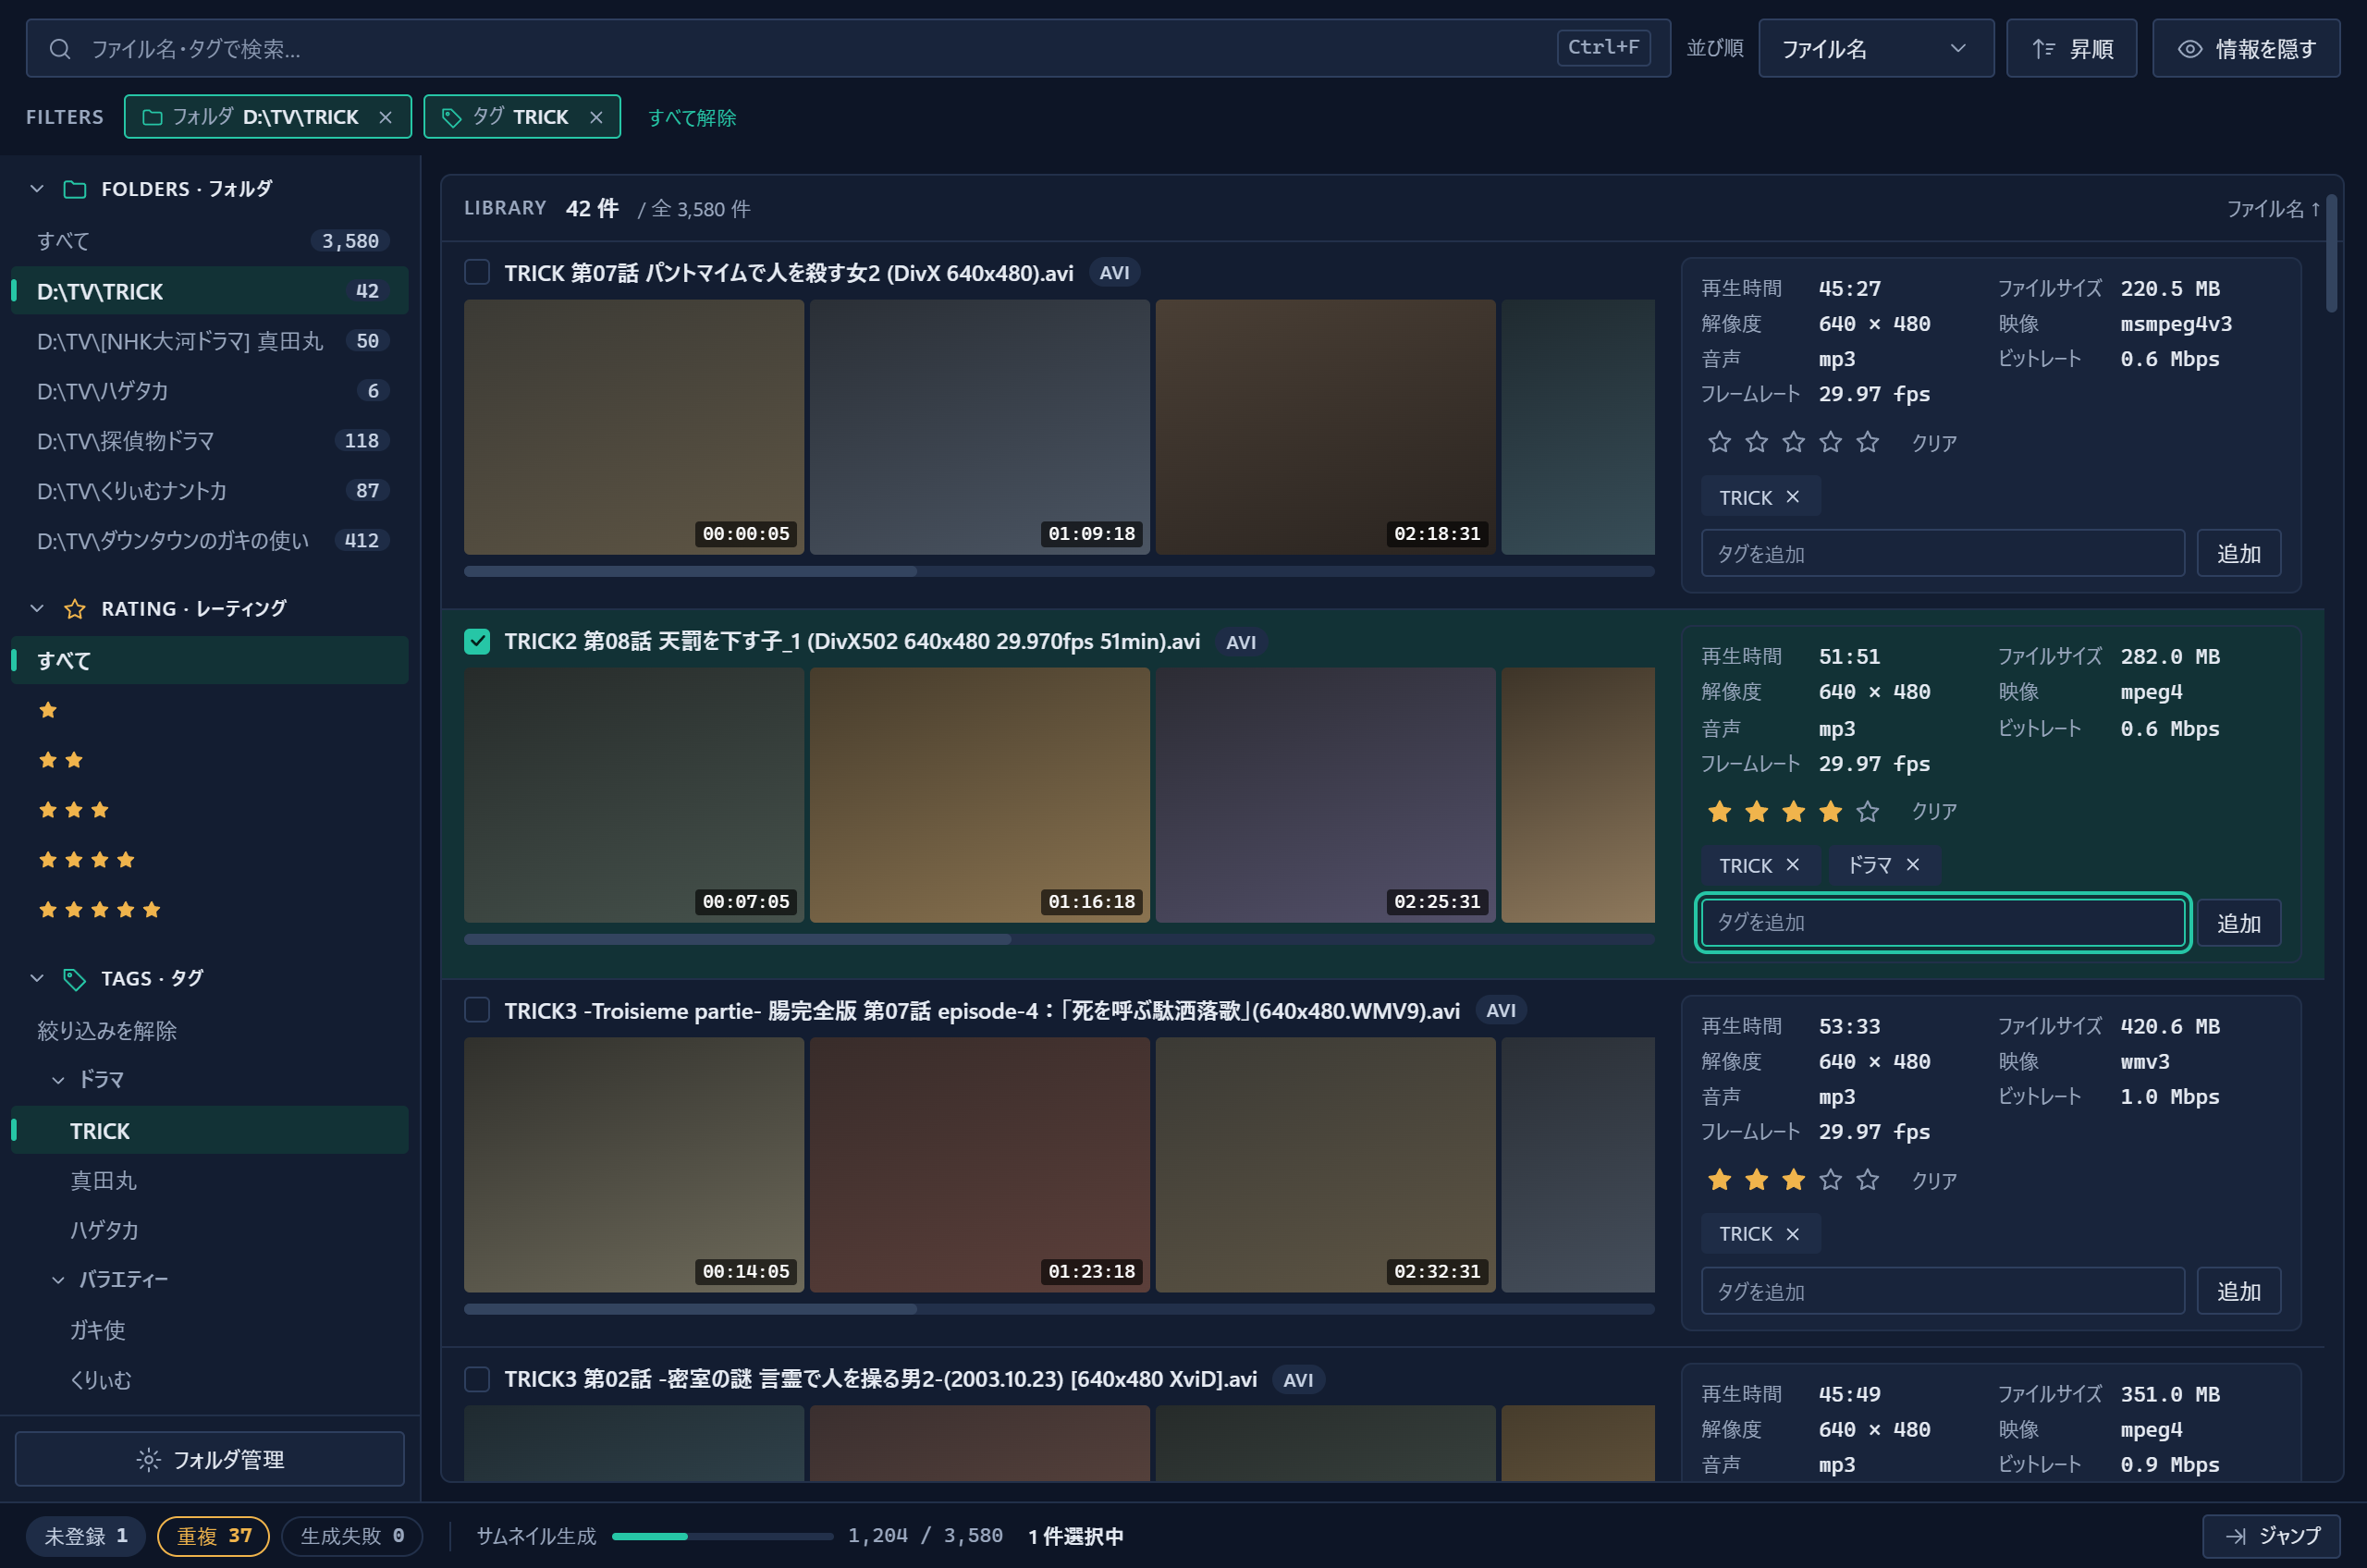 ファイル名・タグで検索... Ctrl+F 並び順 ファイル名 昇順 情報を隠す
FILTERS フォルダ D:\TV\TRICK × タグ TRICK × すべて解除
FOLDERS · フォルダ
すべて 3,580
D:\TV\TRICK 42
D:\TV\[NHK大河ドラマ] 真田丸 50
D:\TV\ハゲタカ 6
D:\TV\探偵物ドラマ 118
D:\TV\くりぃむナントカ 87
D:\TV\ダウンタウンのガキの使い 412
RATING · レーティング
すべて
TAGS · タグ
絞り込みを解除
ドラマ
TRICK
真田丸
ハゲタカ
バラエティー
ガキ使
くりぃむ
フォルダ管理
LIBRARY 42 件 / 全 3,580 件 ファイル名 ↑
TRICK 第07話 パントマイムで人を殺す女2 (DivX 640x480).avi AVI
00:00:05 01:09:18 02:18:31
再生時間 45:27 ファイルサイズ 220.5 MB
解像度 640 × 480 映像 msmpeg4v3
音声 mp3 ビットレート 0.6 Mbps
フレームレート 29.97 fps
クリア
TRICK ×
タグを追加 追加
TRICK2 第08話 天罰を下す子_1 (DivX502 640x480 29.970fps 51min).avi AVI
00:07:05 01:16:18 02:25:31
再生時間 51:51 ファイルサイズ 282.0 MB
解像度 640 × 480 映像 mpeg4
音声 mp3 ビットレート 0.6 Mbps
フレームレート 29.97 fps
クリア
TRICK × ドラマ ×
タグを追加 追加
TRICK3 -Troisieme partie- 腸完全版 第07話 episode-4：「死を呼ぶ駄洒落歌」(640x480.WMV9).avi AVI
00:14:05 01:23:18 02:32:31
再生時間 53:33 ファイルサイズ 420.6 MB
解像度 640 × 480 映像 wmv3
音声 mp3 ビットレート 1.0 Mbps
フレームレート 29.97 fps
クリア
TRICK ×
タグを追加 追加
TRICK3 第02話 -密室の謎 言霊で人を操る男2-(2003.10.23) [640x480 XviD].avi AVI
再生時間 45:49 ファイルサイズ 351.0 MB
解像度 640 × 480 映像 mpeg4
音声 mp3 ビットレート 0.9 Mbps
未登録 1 重複 37 生成失敗 0 サムネイル生成 1,204 / 3,580 1 件選択中 ジャンプ